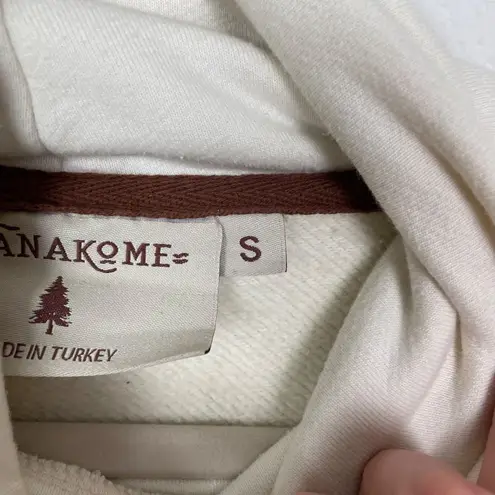 ANAKOME=
S
DE IN TURKEY